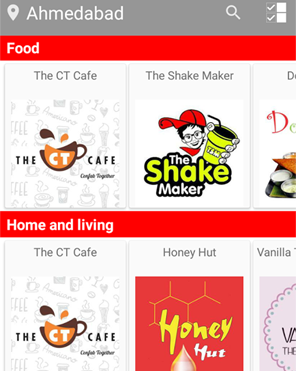 Ahmedabad
Food
The CT Cafe
The Shake Maker
De
THE CT CAFE
Confab Together
The
Shake
Maker
De
Home and living
The CT Cafe
Honey Hut
Vanilla T
THE CT CAFE
Confab Together
Honey
Hut
VA
THE